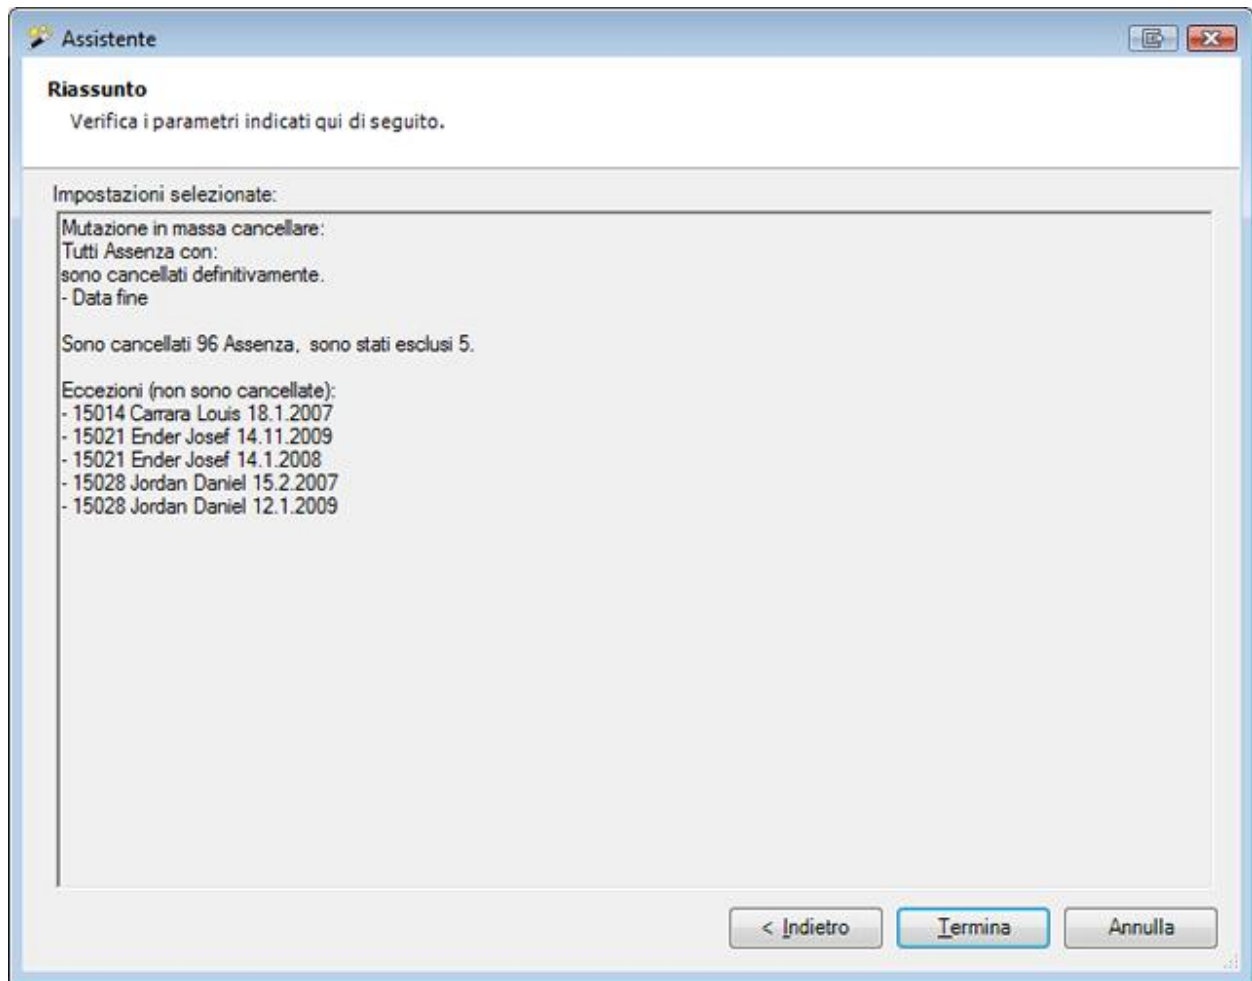 Assistente
Riassunto
Verifica i parametri indicati qui di seguito.
Impostazioni selezionate:
Mutazione in massa cancellare:
Tutti Assenza con:
sono cancellati definitivamente.
- Data fine
Sono cancellati 96 Assenza, sono stati esclusi 5.
Eccezioni (non sono cancellate):
- 15014 Carrara Louis 18.1.2007
- 15021 Ender Josef 14.11.2009
- 15021 Ender Josef 14.1.2008
- 15028 Jordan Daniel 15.2.2007
- 15028 Jordan Daniel 12.1.2009
< Indietro
Termina
Annulla